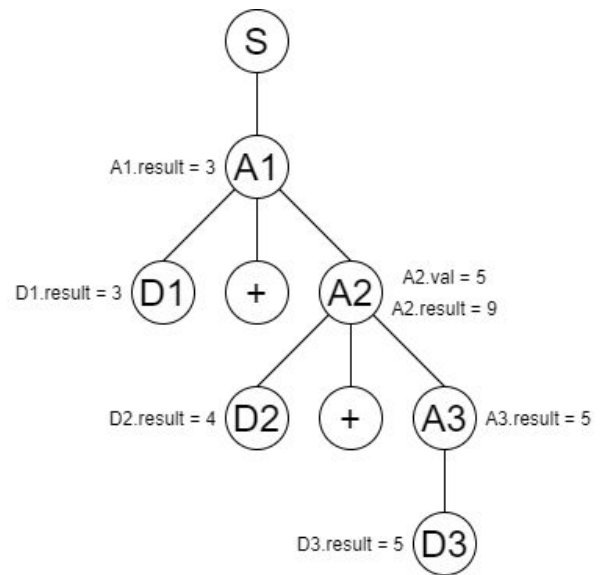 S
A1.result = 3 A1
D1.result = 3 D1 + A2 A2.val = 5
A2.result = 9
D2.result = 4 D2 + A3 A3.result = 5
D3.result = 5 D3